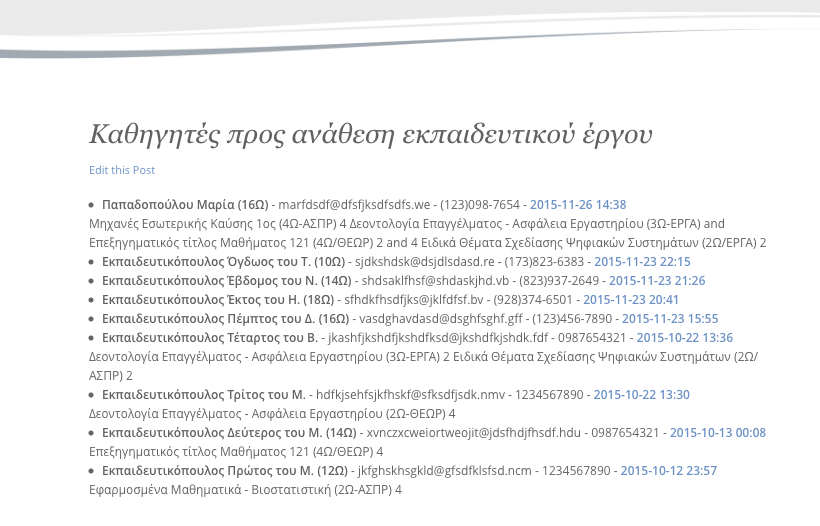 Καθηγητές προς ανάθεση εκπαιδευτικού έργου
Edit this Post
• Παπαδοπούλου Μαρία (16Ω) - marfdsdf@dfsfjksdfsdfs.we - (123)098-7654 - 2015-11-26 14:38
Μηχανές Εσωτερικής Καύσης 1ος (4Ω-ΑΣΠΡ) 4 Δεοντολογία Επαγγέλματος - Ασφάλεια Εργαστηρίου (3Ω-ΕΡΓΑ) and
Επεξηγηματικός τίτλος Μαθήματος 121 (4Ω/ΘΕΩΡ) 2 and 4 Ειδικά Θέματα Σχεδίασης Ψηφιακών Συστημάτων (2Ω/ΕΡΓΑ) 2
• Εκπαιδευτικόπουλος Όγδωος του Τ. (10Ω) - sjdkshdsk@dsjdlsdasd.re - (173)823-6383 - 2015-11-23 22:15
• Εκπαιδευτικόπουλος Έβδομος του Ν. (14Ω) - shdsaklfhsf@shdaskjhd.vb - (823)937-2649 - 2015-11-23 21:26
• Εκπαιδευτικόπουλος Έκτος του Η. (18Ω) - sfhdkfhsdfjks@jklfdfsf.bv - (928)374-6501 - 2015-11-23 20:41
• Εκπαιδευτικόπουλος Πέμπτος του Δ. (16Ω) - vasdghavdasd@dsghfsghf.gff - (123)456-7890 - 2015-11-23 15:55
• Εκπαιδευτικόπουλος Τέταρτος του Β. - jkashfjkshdfjkshdfksd@jkshdfkjshdk.fdf - 0987654321 - 2015-10-22 13:36
Δεοντολογία Επαγγέλματος - Ασφάλεια Εργαστηρίου (3Ω-ΕΡΓΑ) 2 Ειδικά Θέματα Σχεδίασης Ψηφιακών Συστημάτων (2Ω/
ΑΣΠΡ) 2
• Εκπαιδευτικόπουλος Τρίτος του Μ. - hdfkjsehfsjkfhskf@sfksdfjsdk.nmv - 1234567890 - 2015-10-22 13:30
Δεοντολογία Επαγγέλματος - Ασφάλεια Εργαστηρίου (2Ω-ΘΕΩΡ) 4
• Εκπαιδευτικόπουλος Δεύτερος του Μ. (14Ω) - xvnczxcweiortweojit@jdsfhdjfhsdf.hdu - 0987654321 - 2015-10-13 00:08
Επεξηγηματικός τίτλος Μαθήματος 121 (4Ω/ΘΕΩΡ) 4
• Εκπαιδευτικόπουλος Πρώτος του Μ. (12Ω) - jkfghskhsgkld@gfsdfklsfsd.ncm - 1234567890 - 2015-10-12 23:57
Εφαρμοσμένα Μαθηματικά - Βιοστατιστική (2Ω-ΑΣΠΡ) 4